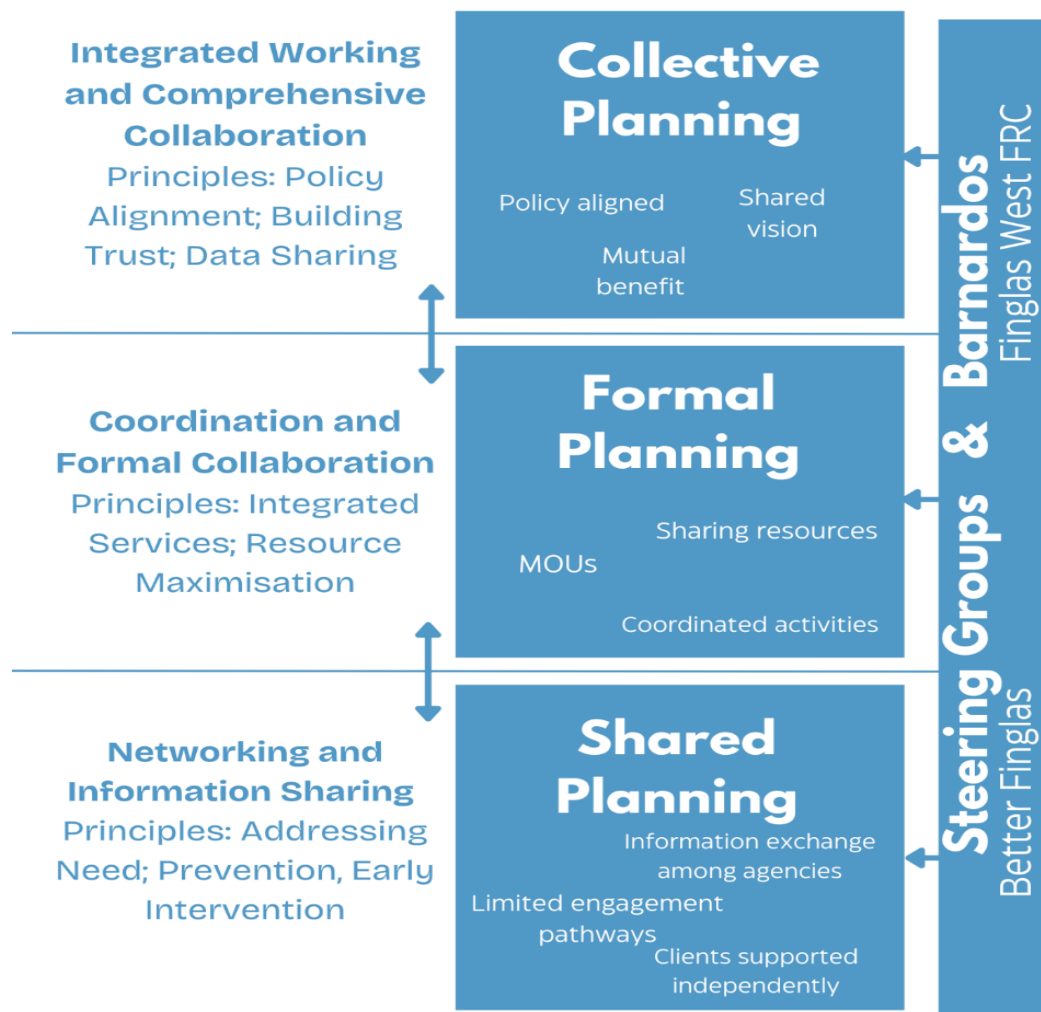 Integrated Working
and Comprehensive
Collaboration
Principles: Policy
Alignment; Building
Trust; Data Sharing
Collective
Planning
Policy aligned
Shared
vision
Mutual
benefit
Coordination and
Formal Collaboration
Principles: Integrated
Services; Resource
Maximisation
Formal
Planning
Sharing resources
MOUs
Coordinated activities
Networking and
Information Sharing
Principles: Addressing
Need; Prevention, Early
Intervention
Shared
Planning
Information exchange
among agencies
Limited engagement
pathways
Clients supported
independently
Steering Groups & Barnardos
Better Finglas
Finglas West FRC